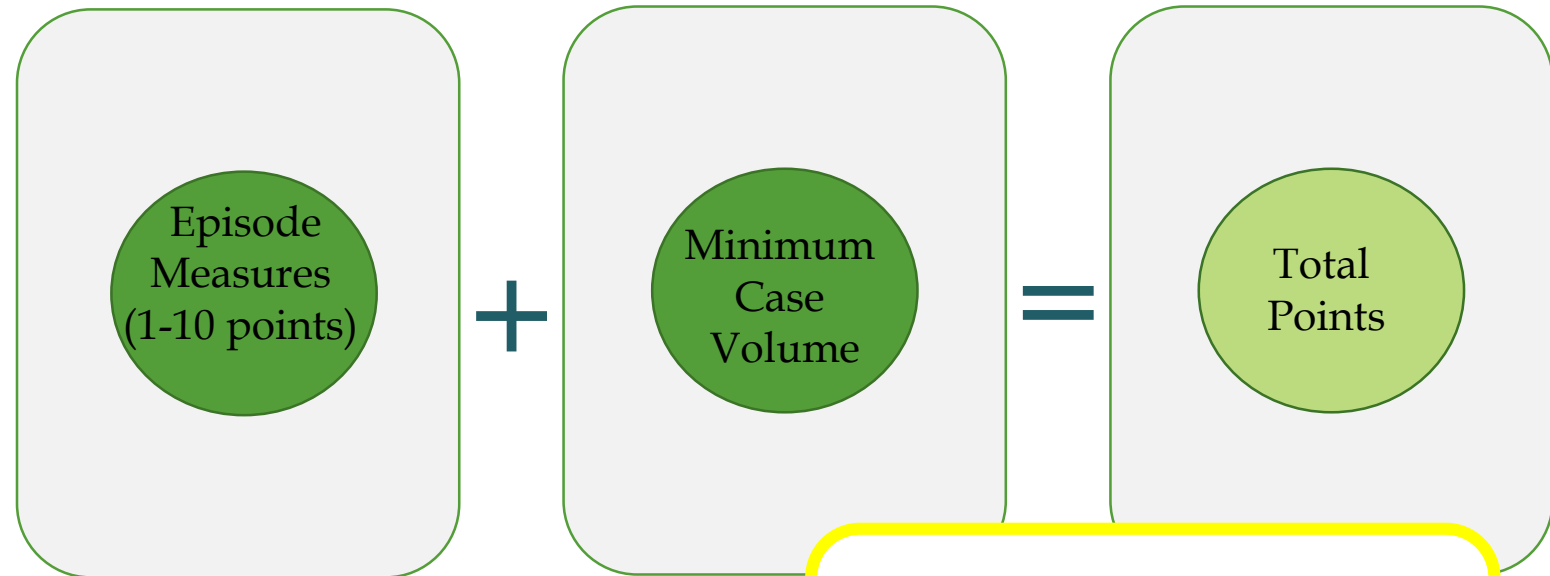 Episode
Measures
(1-10 points)
+
Minimum
Case
Volume
=
Total
Points